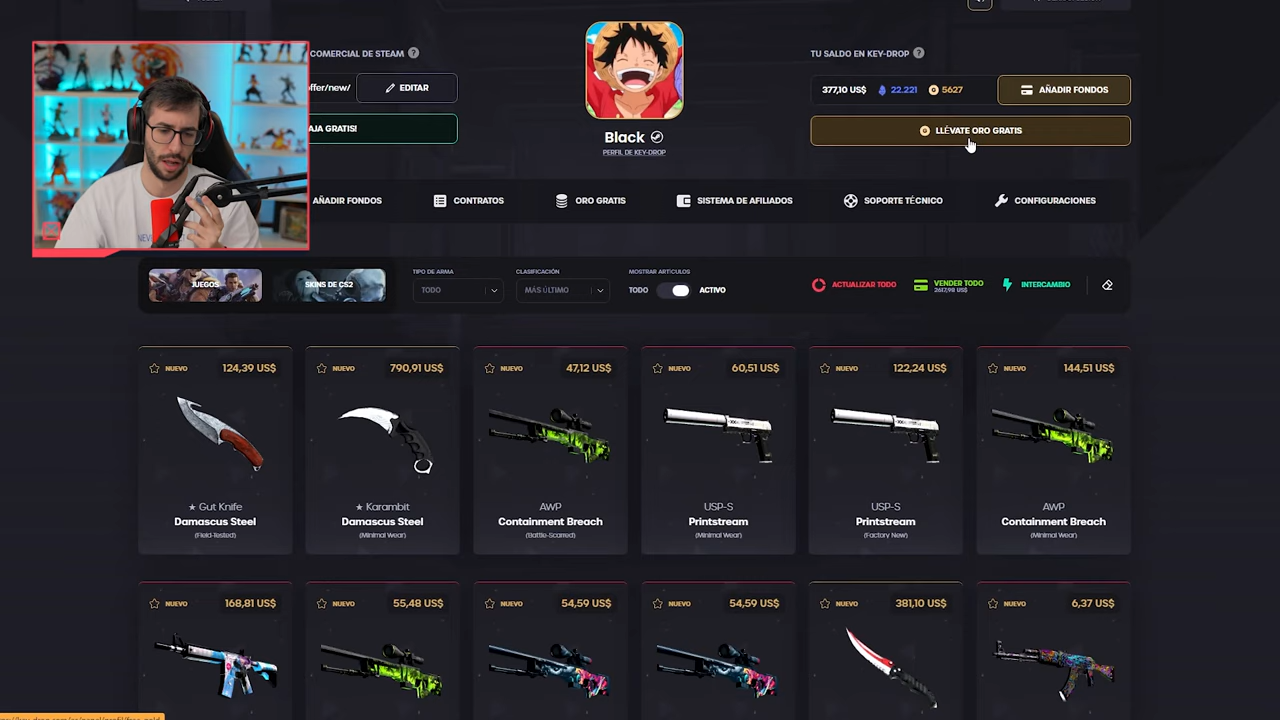 COMERCIAL DE STEAM ?
ffer/new/
EDITAR
AJA GRATIS!
Black
PERFIL DE KEY-DROP
TU SALDO EN KEY-DROP ?
377,10 US$ 22.221 5627
AÑADIR FONDOS
LLÉVATE ORO GRATIS
AÑADIR FONDOS
CONTRATOS
ORO GRATIS
SISTEMA DE AFILIADOS
SOPORTE TÉCNICO
CONFIGURACIONES
JUEGOS
SKINS DE CS2
TIPO DE ARMA
TODO
CLASIFICACIÓN
MÁS ÚLTIMO
MOSTRAR ARTICULOS
TODO ACTIVO
ACTUALIZAR TODO
VENDER TODO
2617,98 US$
INTERCAMBIO
NUEVO 124,39 US$
★ Gut Knife
Damascus Steel
(Field-Tested)
NUEVO 790,91 US$
★ Karambit
Damascus Steel
(Minimal Wear)
NUEVO 47,12 US$
AWP
Containment Breach
(Battle-Scarred)
NUEVO 60,51 US$
USP-S
Printstream
(Minimal Wear)
NUEVO 122,24 US$
USP-S
Printstream
(Factory New)
NUEVO 144,51 US$
AWP
Containment Breach
(Minimal Wear)
NUEVO 168,81 US$
NUEVO 55,48 US$
NUEVO 54,59 US$
NUEVO 54,59 US$
NUEVO 381,10 US$
NUEVO 6,37 US$